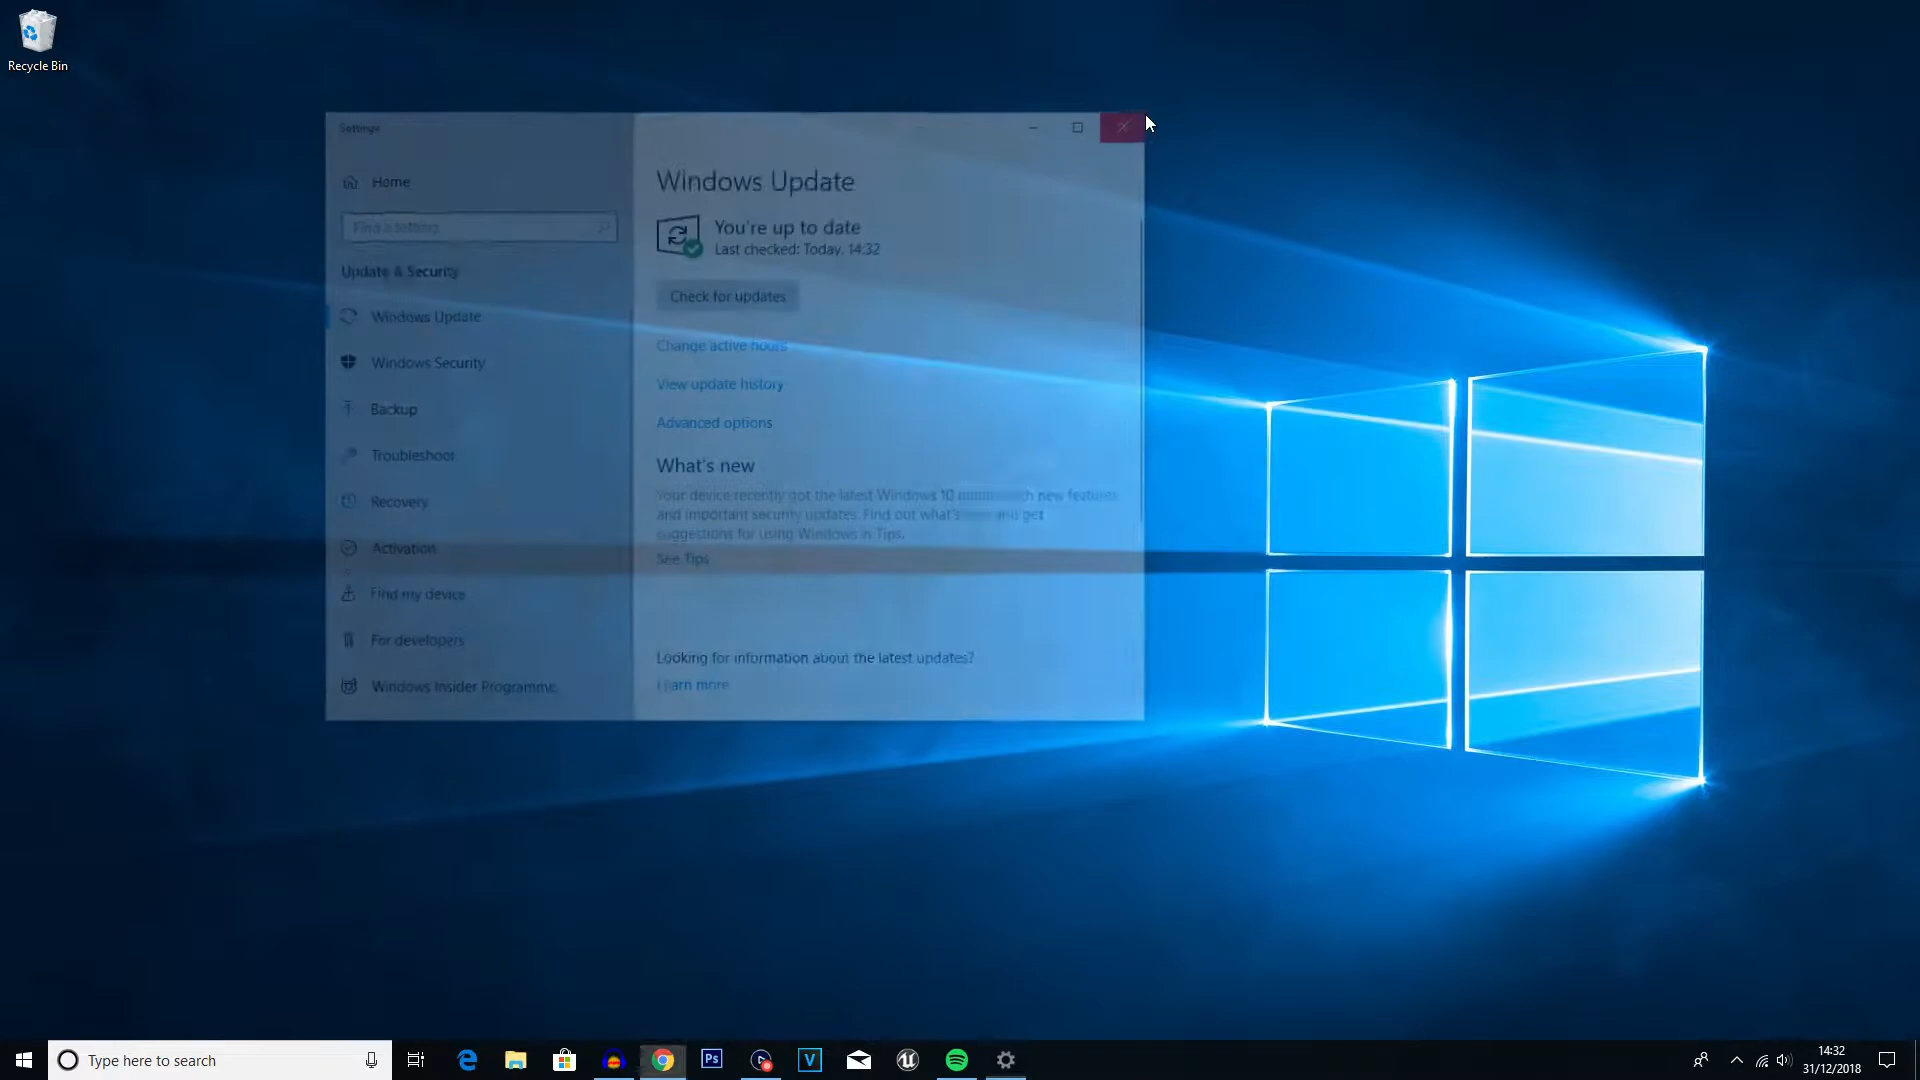 Recycle Bin
Settings
Home
Find a setting
Update & Security
Windows Update
Windows Security
Backup
Troubleshoot
Recovery
Activation
Find my device
For developers
Windows Insider Programme
Windows Update
You're up to date
Last checked: Today, 14:32
Check for updates
Change active hours
View update history
Advanced options
What's new
Your device recently got the latest Windows 10 with new features
and important security updates. Find out what's new and get
suggestions for using Windows in Tips.
See Tips
Looking for information about the latest updates?
Learn more
Type here to search
Ps
V
14:32
31/12/2018